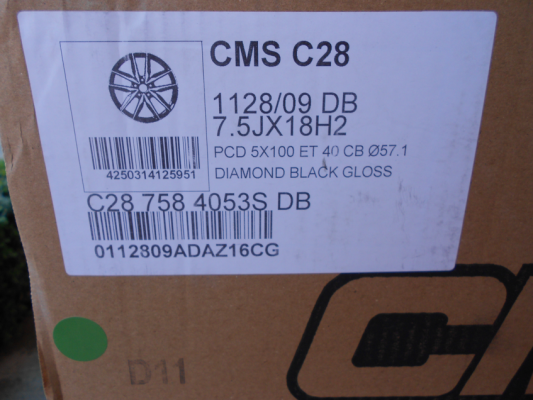 CMS C28
1128/09 DB
7.5JX18H2
PCD 5X100 ET 40 CB Ø57.1
DIAMOND BLACK GLOSS
4250314125951
C28 758 4053S DB
0112809ADAZ16CG
D11